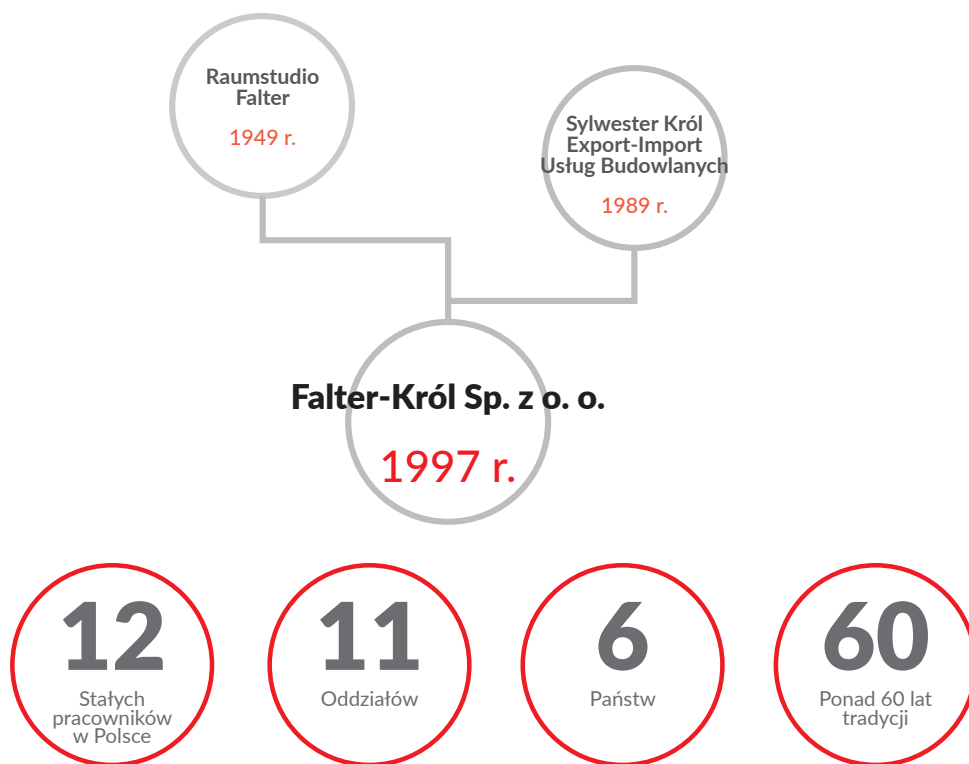 Raumstudio
Falter
1949 r.
Sylwester Król
Export-Import
Usług Budowlanych
1989 r.
Falter-Król Sp. z o. o.
1997 r.
12
Stałych
pracowników
w Polsce
11
Oddziałów
6
Państw
60
Ponad 60 lat
tradycji